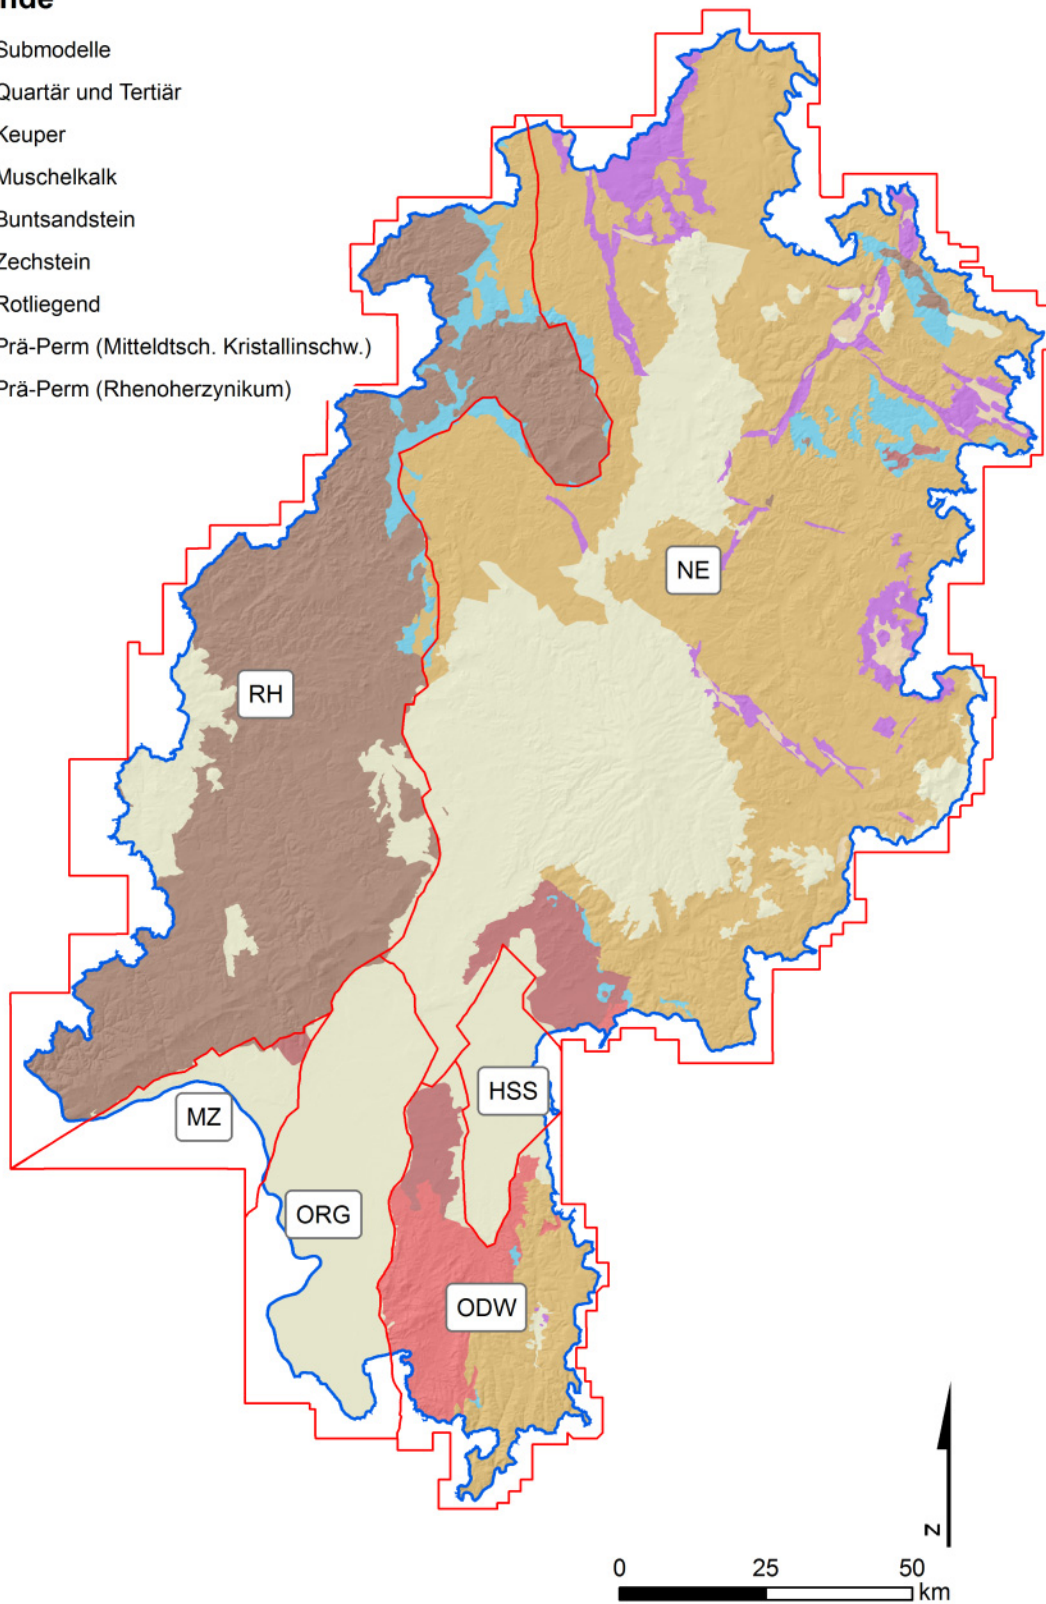 nde
Submodelle
Quartär und Tertiär
Keuper
Muschelkalk
Buntsandstein
Zechstein
Rotliegend
Prä-Perm (Mitteldtsch. Kristallinschw.)
Prä-Perm (Rhenoherzynikum)
NE
RH
HSS
MZ
ORG
ODW
N
0 25 50
km